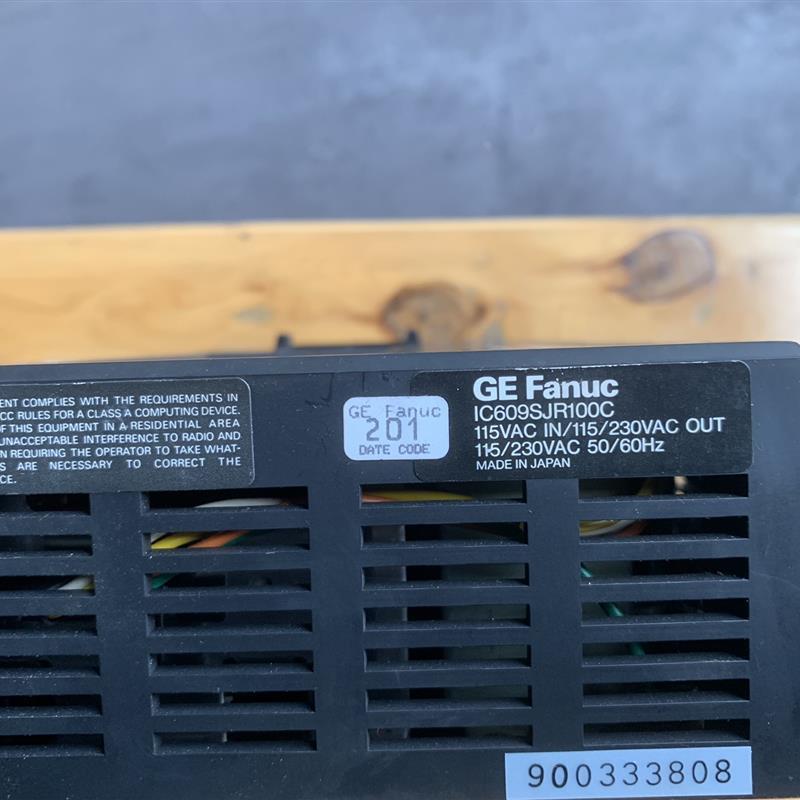 ENT COMPLIES WITH THE REQUIREMENTS IN
CC RULES FOR A CLASS A COMPUTING DEVICE.
OF THIS EQUIPMENT IN A RESIDENTIAL AREA
UNACCEPTABLE INTERFERENCE TO RADIO AND
N REQUIRING THE OPERATOR TO TAKE WHAT-
S ARE NECESSARY TO CORRECT THE
CE.
GE Fanuc
201
DATE CODE
GE Fanuc
IC609SJR100C
115VAC IN/115/230VAC OUT
115/230VAC 50/60Hz
MADE IN JAPAN
900333808